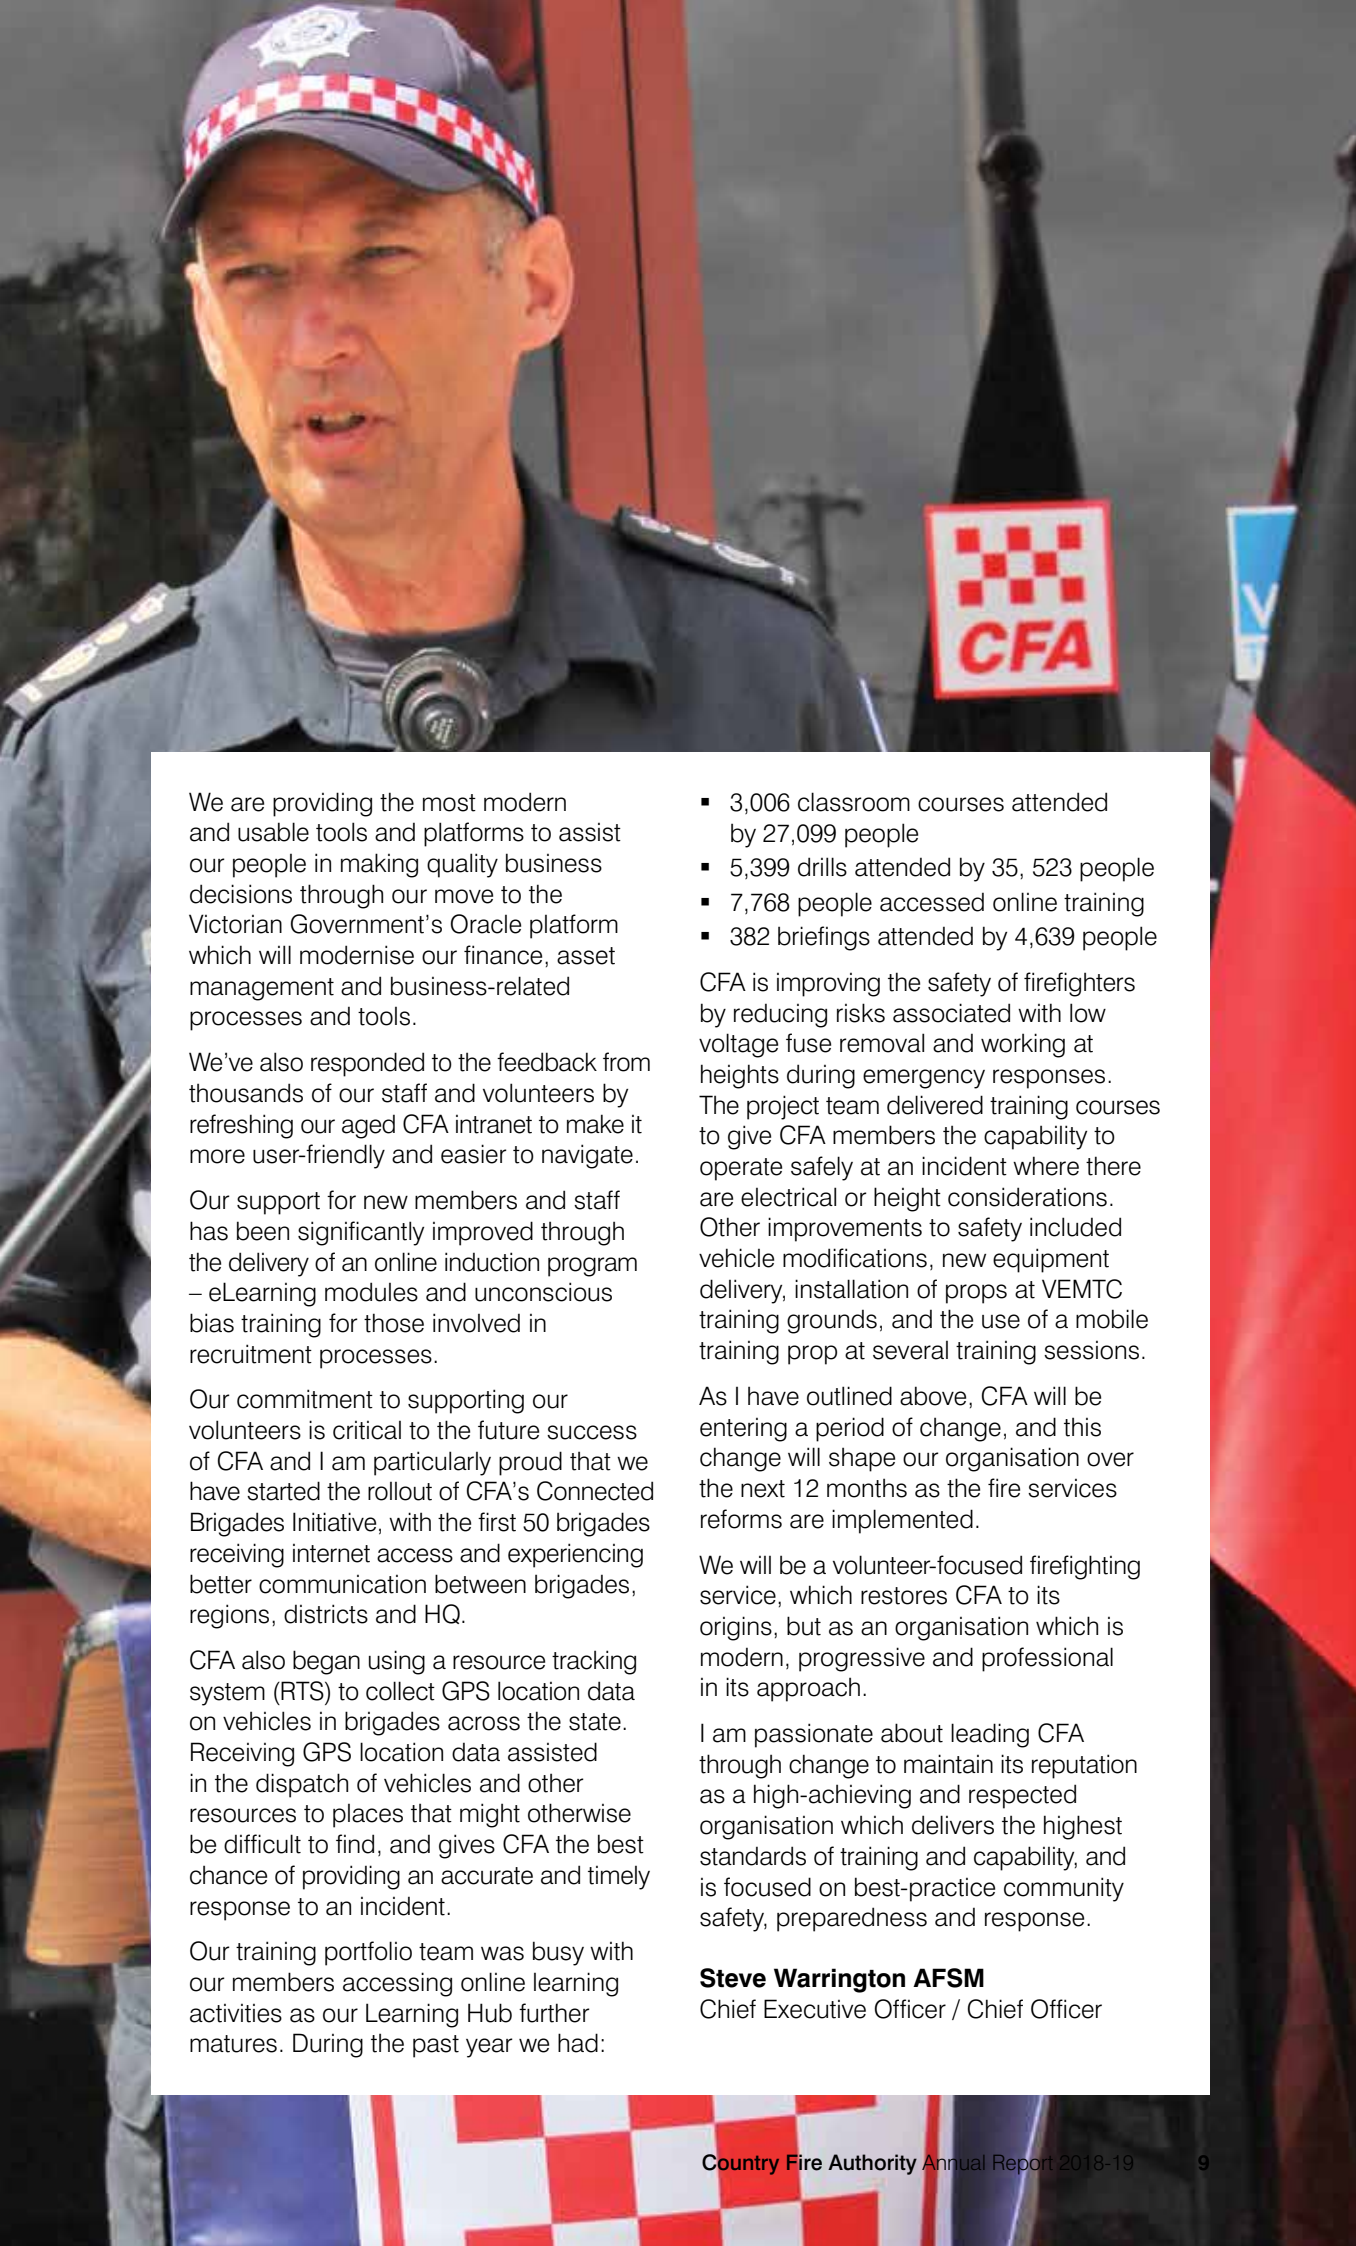 CFA
V
T
We are providing the most modern
and usable tools and platforms to assist
our people in making quality business
decisions through our move to the
Victorian Government's Oracle platform
which will modernise our finance, asset
management and business-related
processes and tools.
We've also responded to the feedback from
thousands of our staff and volunteers by
refreshing our aged CFA intranet to make it
more user-friendly and easier to navigate.
Our support for new members and staff
has been significantly improved through
the delivery of an online induction program
– eLearning modules and unconscious
bias training for those involved in
recruitment processes.
Our commitment to supporting our
volunteers is critical to the future success
of CFA and I am particularly proud that we
have started the rollout of CFA's Connected
Brigades Initiative, with the first 50 brigades
receiving internet access and experiencing
better communication between brigades,
regions, districts and HQ.
CFA also began using a resource tracking
system (RTS) to collect GPS location data
on vehicles in brigades across the state.
Receiving GPS location data assisted
in the dispatch of vehicles and other
resources to places that might otherwise
be difficult to find, and gives CFA the best
chance of providing an accurate and timely
response to an incident.
Our training portfolio team was busy with
our members accessing online learning
activities as our Learning Hub further
matures. During the past year we had:
▪ 3,006 classroom courses attended
by 27,099 people
▪ 5,399 drills attended by 35, 523 people
▪ 7,768 people accessed online training
▪ 382 briefings attended by 4,639 people
CFA is improving the safety of firefighters
by reducing risks associated with low
voltage fuse removal and working at
heights during emergency responses.
The project team delivered training courses
to give CFA members the capability to
operate safely at an incident where there
are electrical or height considerations.
Other improvements to safety included
vehicle modifications, new equipment
delivery, installation of props at VEMTC
training grounds, and the use of a mobile
training prop at several training sessions.
As I have outlined above, CFA will be
entering a period of change, and this
change will shape our organisation over
the next 12 months as the fire services
reforms are implemented.
We will be a volunteer-focused firefighting
service, which restores CFA to its
origins, but as an organisation which is
modern, progressive and professional
in its approach.
I am passionate about leading CFA
through change to maintain its reputation
as a high-achieving and respected
organisation which delivers the highest
standards of training and capability, and
is focused on best-practice community
safety, preparedness and response.
Steve Warrington AFSM
Chief Executive Officer / Chief Officer
Country Fire Authority Annual Report 2018-19 9